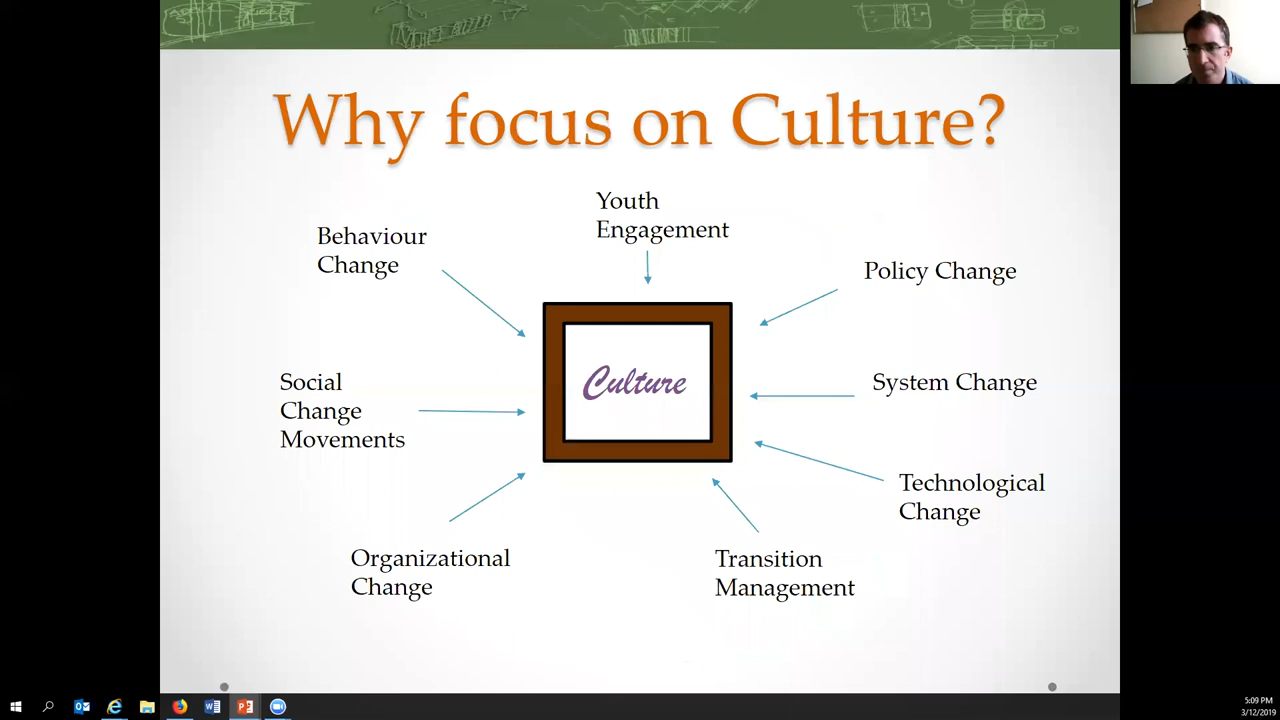 Why focus on Culture?
Youth
Engagement
Behaviour
Change
Policy Change
Culture
Social
Change
Movements
System Change
Technological
Change
Organizational
Change
Transition
Management
5:09 PM
3/12/2019